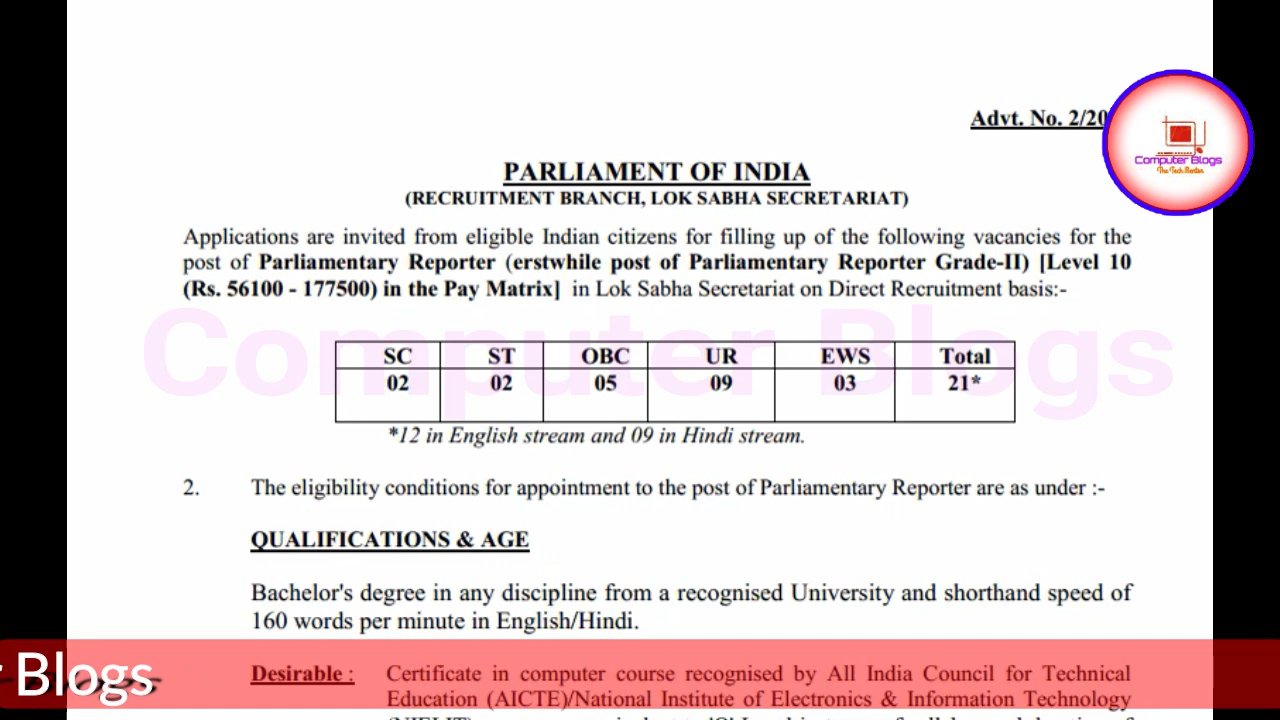 Advt. No. 2/20
Computer Blogs
The Tech Mentor
PARLIAMENT OF INDIA
(RECRUITMENT BRANCH, LOK SABHA SECRETARIAT)
Applications are invited from eligible Indian citizens for filling up of the following vacancies for the
post of Parliamentary Reporter (erstwhile post of Parliamentary Reporter Grade-II) [Level 10
(Rs. 56100 - 177500) in the Pay Matrix] in Lok Sabha Secretariat on Direct Recruitment basis:-
Computer Blogs
SC ST OBC UR EWS Total
02 02 05 09 03 21*
*12 in English stream and 09 in Hindi stream.
2. The eligibility conditions for appointment to the post of Parliamentary Reporter are as under :-
QUALIFICATIONS & AGE
Bachelor's degree in any discipline from a recognised University and shorthand speed of
160 words per minute in English/Hindi.
Desirable : Certificate in computer course recognised by All India Council for Technical
Education (AICTE)/National Institute of Electronics & Information Technology
Blogs